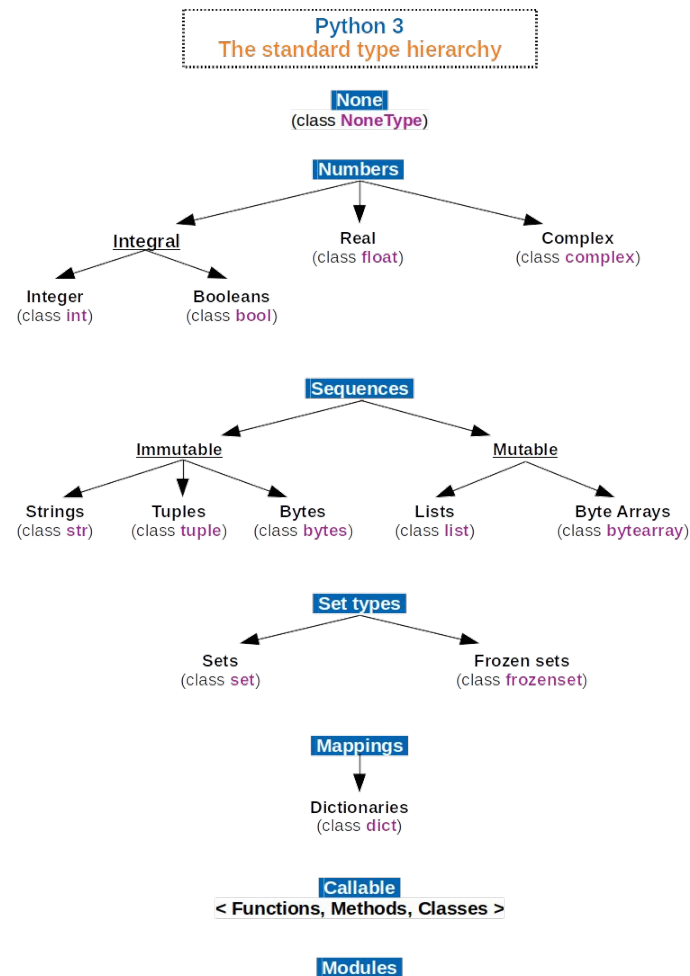 Python 3
The standard type hierarchy
None
(class NoneType)
Numbers
Integral
Real
(class float)
Complex
(class complex)
Integer
(class int)
Booleans
(class bool)
Sequences
Immutable
Mutable
Strings
(class str)
Tuples
(class tuple)
Bytes
(class bytes)
Lists
(class list)
Byte Arrays
(class bytearray)
Set types
Sets
(class set)
Frozen sets
(class frozenset)
Mappings
Dictionaries
(class dict)
Callable
< Functions, Methods, Classes >
Modules